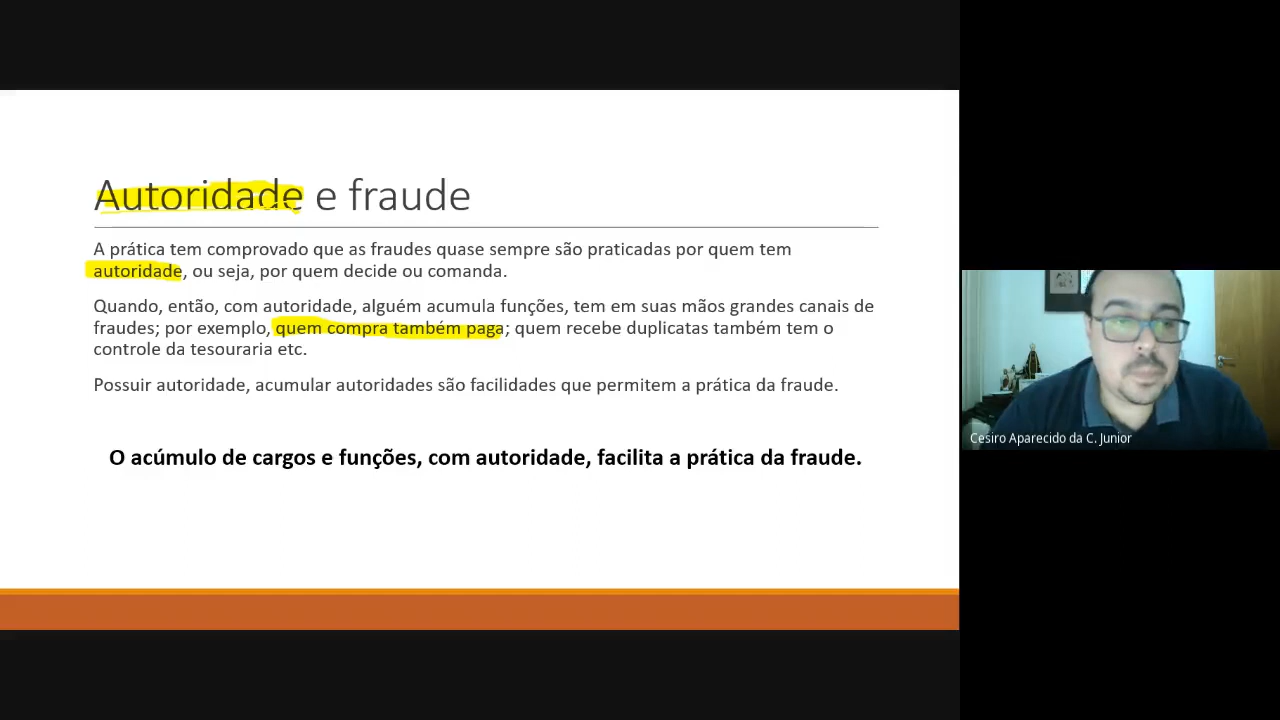 Autoridade e fraude
A prática tem comprovado que as fraudes quase sempre são praticadas por quem tem
autoridade, ou seja, por quem decide ou comanda.
Quando, então, com autoridade, alguém acumula funções, tem em suas mãos grandes canais de
fraudes; por exemplo, quem compra também paga; quem recebe duplicatas também tem o
controle da tesouraria etc.
Possuir autoridade, acumular autoridades são facilidades que permitem a prática da fraude.
O acúmulo de cargos e funções, com autoridade, facilita a prática da fraude.
Cesiro Aparecido da C. Junior